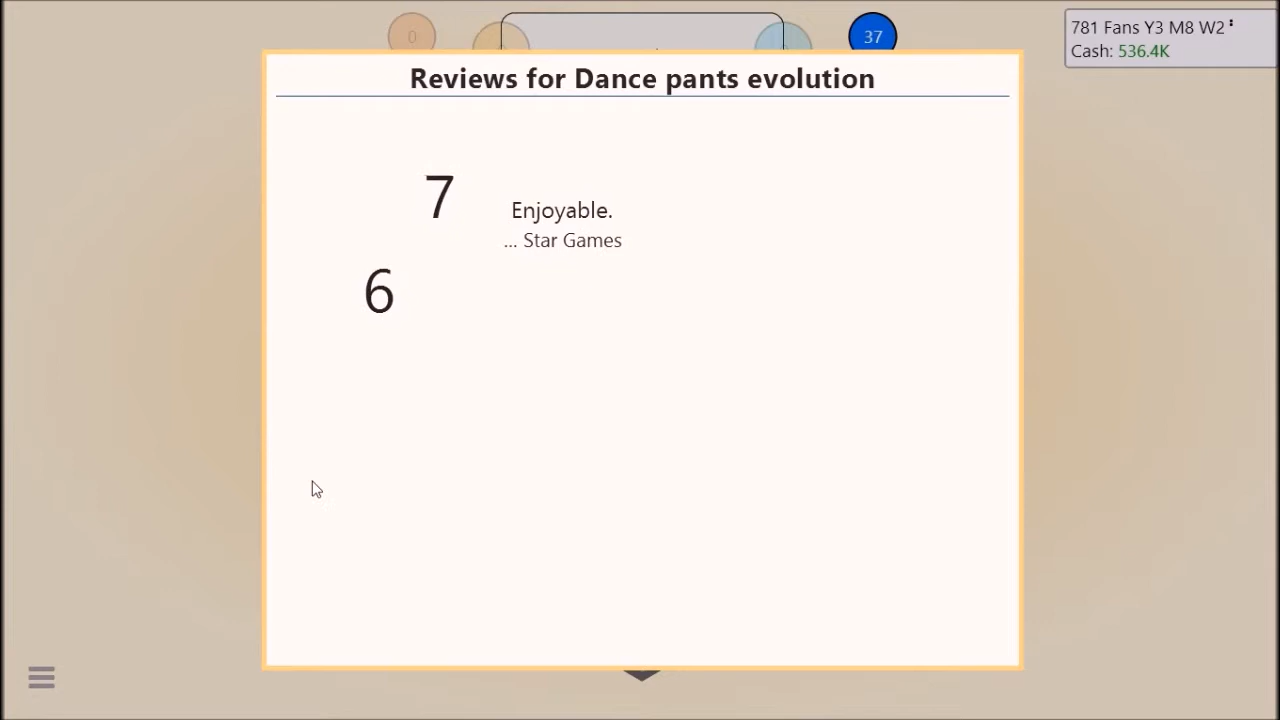 0
37
781 Fans Y3 M8 W2
Cash: 536.4K
Reviews for Dance pants evolution
7
Enjoyable.
... Star Games
6